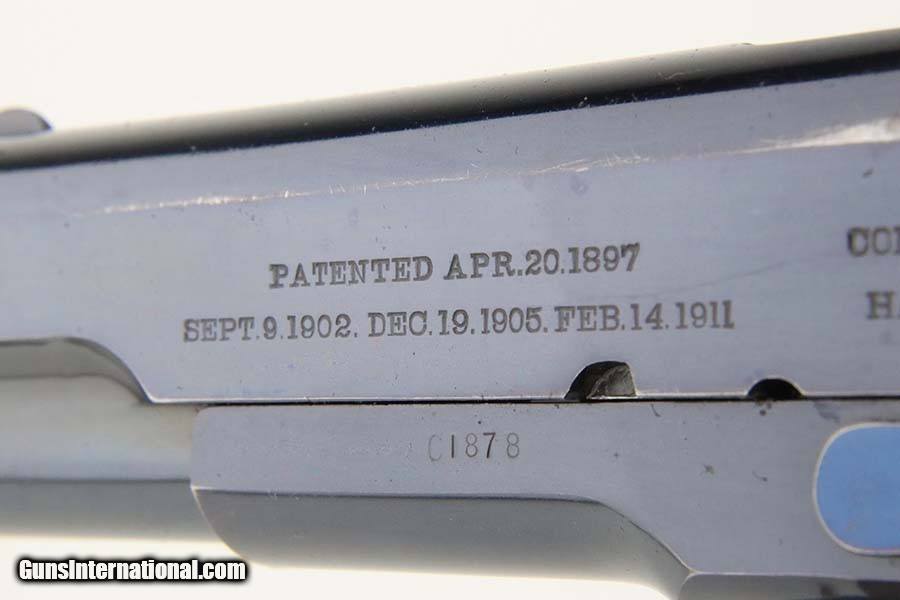 PATENTED APR.20.1897
SEPT.9.1902. DEC.19.1905. FEB.14.1911
C1878
GunsInternational.com